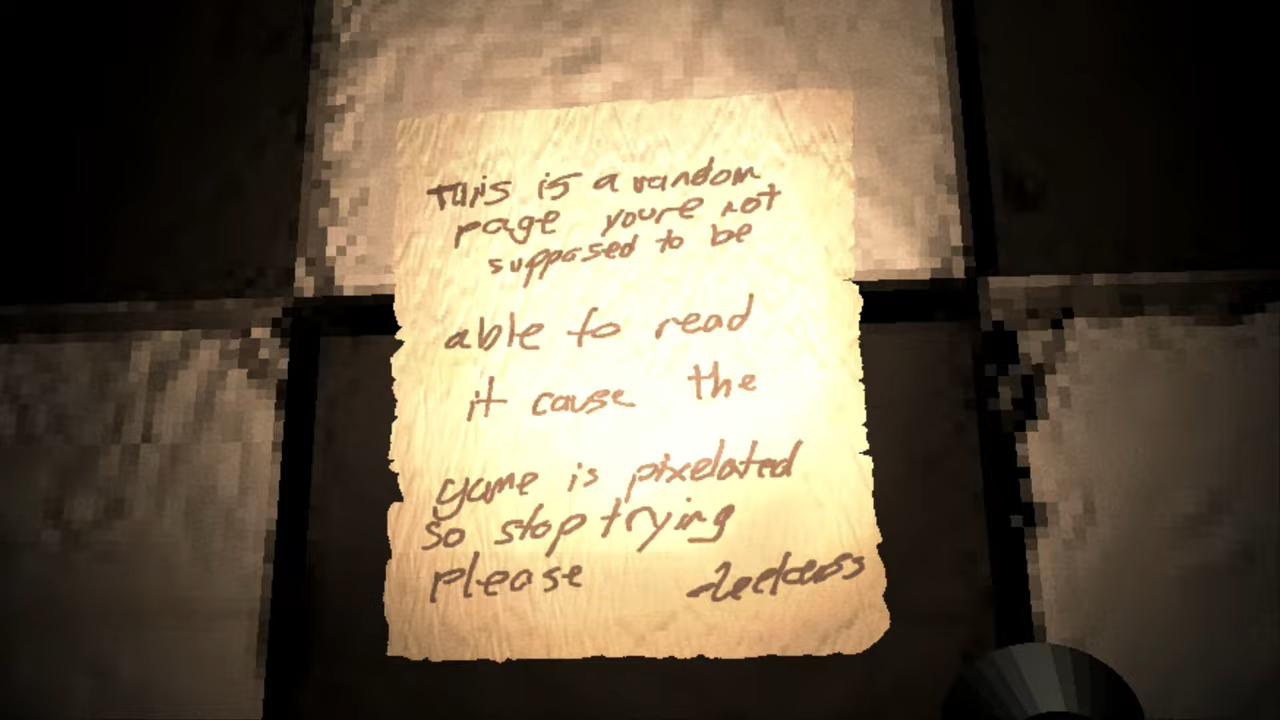 This is a random
page youre not
supposed to be
able to read
it cause the
game is pixelated
so stop trying
please -Zeekerss